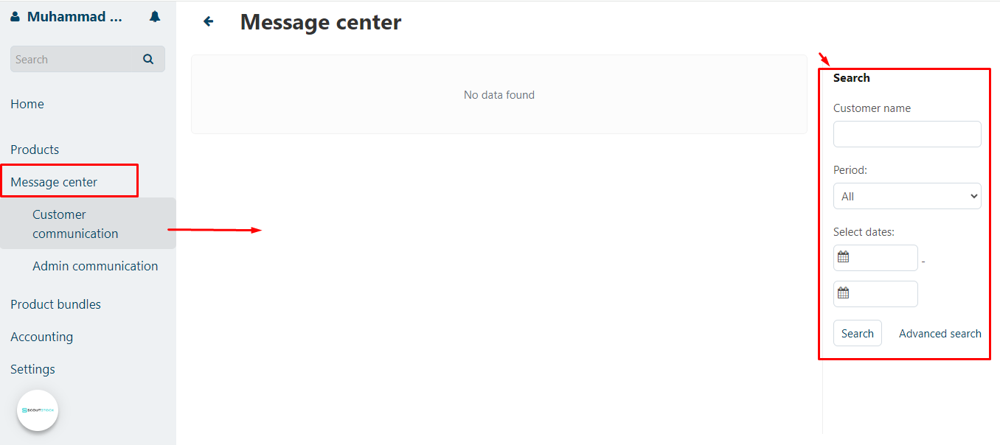 Muhammad ...
Search
Home
Products
Message center
Customer
communication
Admin communication
Product bundles
Accounting
Settings
SCOUTSTOCK
Message center
No data found
Search
Customer name
Period:
All
Select dates:
-
Search Advanced search